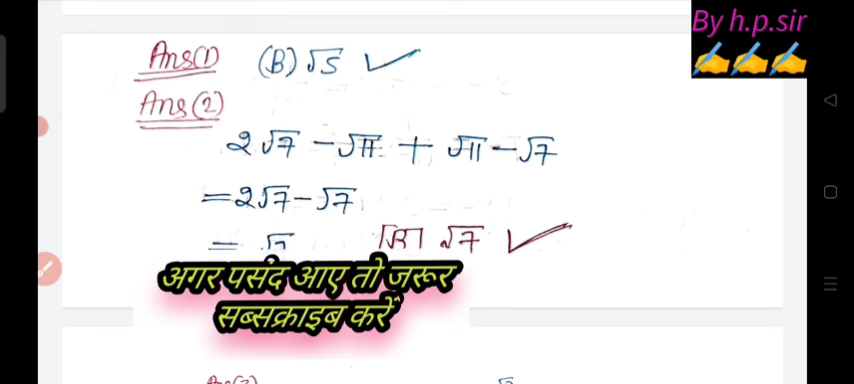 By h.p.sir
Ans(1) (B) √5 ✓
Ans(2)
2√7 − √11 + √11 − √7
= 2√7 − √7
= √7 (B) √7 ✓
अगर पसंद आए तो ज़रूर
सब्सक्राइब करें